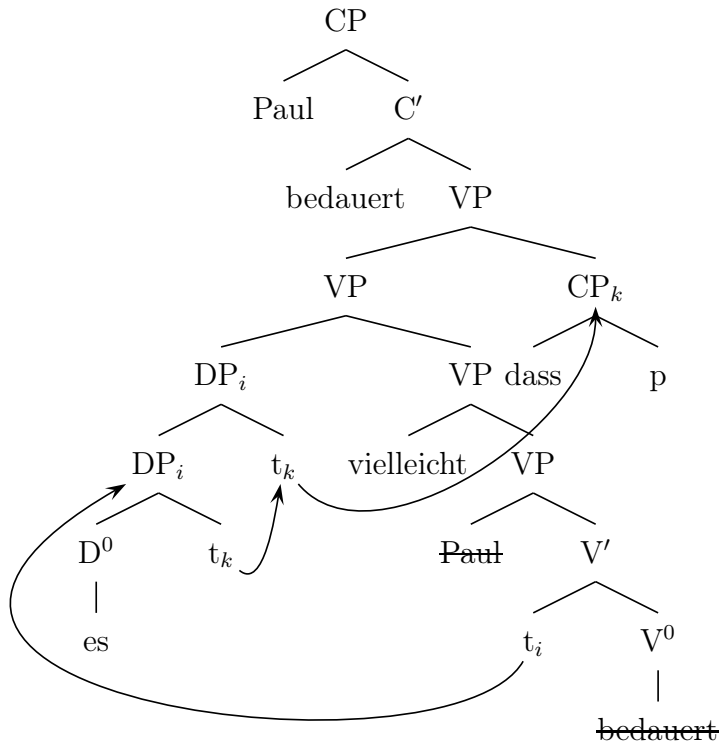 CP
Paul C′
bedauert VP
VP CPₖ
DPᵢ VP dass p
DPᵢ tₖ vielleicht VP
D⁰ tₖ Paul V′
es tᵢ V⁰
bedauert